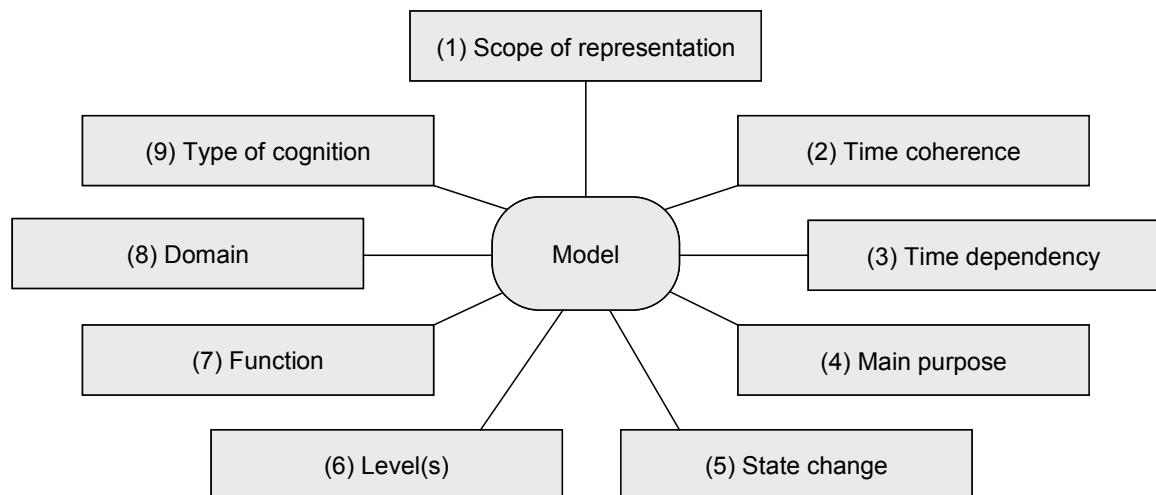 (1) Scope of representation
(9) Type of cognition
(2) Time coherence
(8) Domain
Model
(3) Time dependency
(7) Function
(4) Main purpose
(6) Level(s)
(5) State change